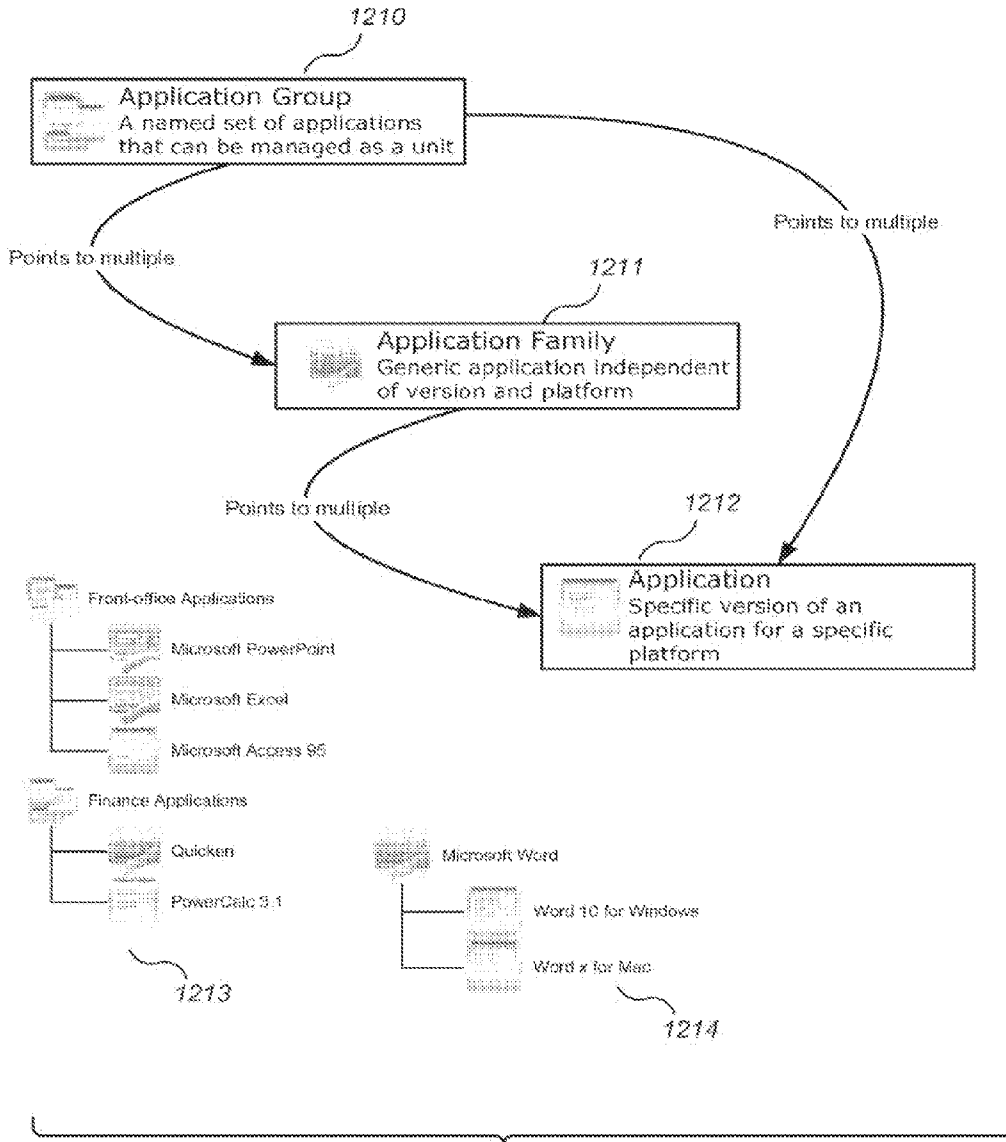 1210
Application Group
A named set of applications
that can be managed as a unit
Points to multiple
Points to multiple
1211
Application Family
Generic application independent
of version and platform
Points to multiple
1212
Application
Specific version of an
application for a specific
platform
Front-office Applications
Microsoft PowerPoint
Microsoft Excel
Microsoft Access 95
Finance Applications
Quicken
PowerCalc 3.1
Microsoft Word
Word 10 for Windows
Word x for Mac
1213
1214